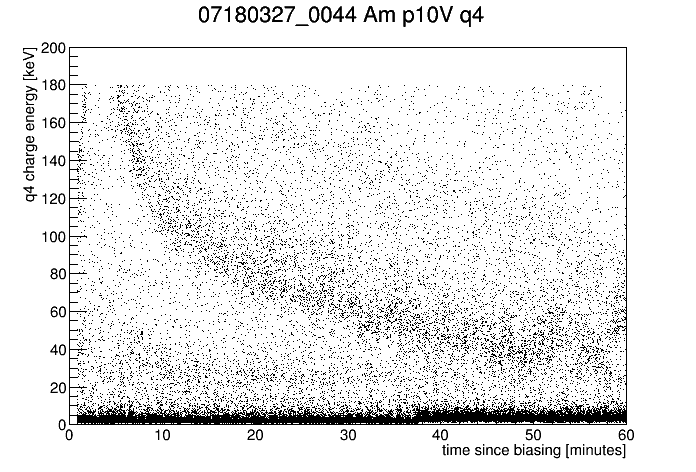 07180327_0044 Am p10V q4
q4 charge energy [keV]
200
180
160
140
120
100
80
60
40
20
0
0 10 20 30 40 50 60
time since biasing [minutes]